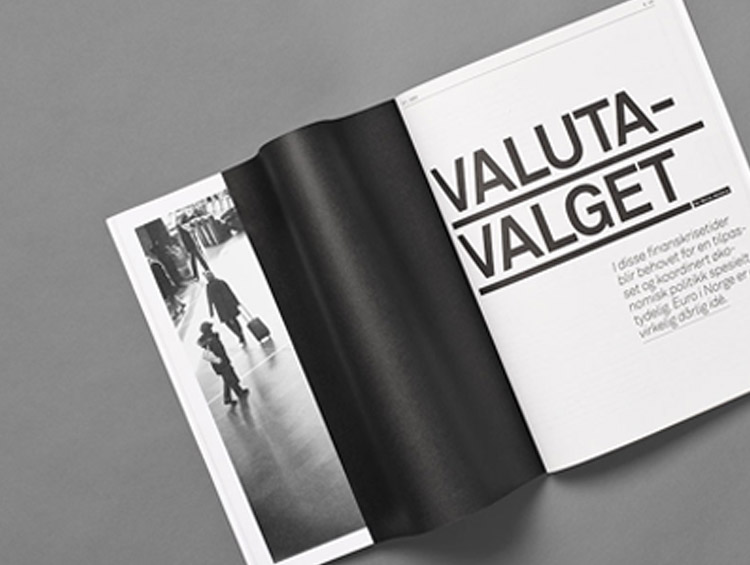 VALUTA-
VALGET
I disse finanskrisetider
blir behovet for en tilpas-
set og koordinert øko-
nomisk politikk spesielt
tydelig. Euro i Norge er
virkelig dårlig idé.